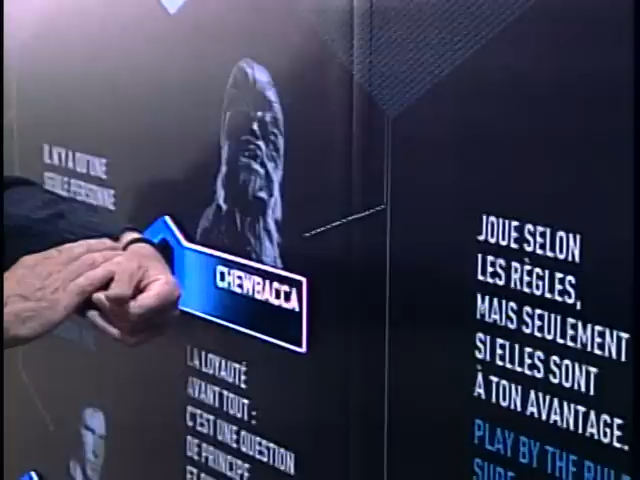 IL N'Y A QU'UNE
SEULE PERSONNE
CHEWBACCA
LA LOYAUTÉ
AVANT TOUT :
C'EST UNE QUESTION
DE PRINCIPE
JOUE SELON
LES RÈGLES,
MAIS SEULEMENT
SI ELLES SONT
À TON AVANTAGE.
PLAY BY THE